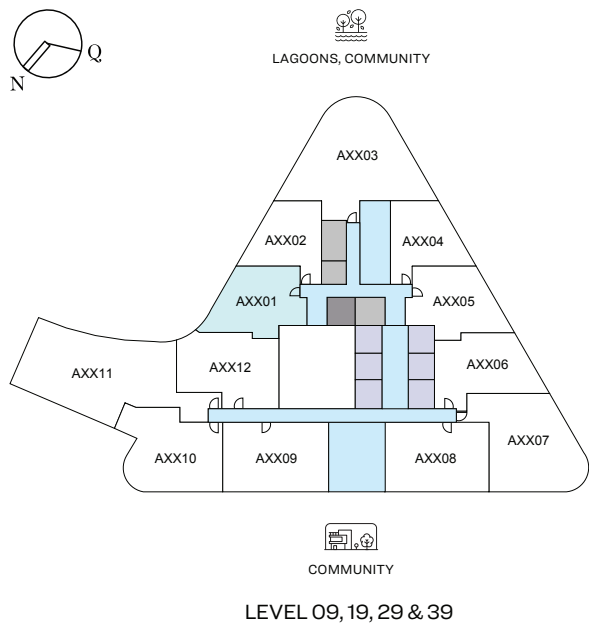 Q
N
LAGOONS, COMMUNITY
AXX03
AXX02
AXX04
AXX01
AXX05
AXX11
AXX12
AXX06
AXX07
AXX10
AXX09
AXX08
COMMUNITY
LEVEL 09, 19, 29 & 39